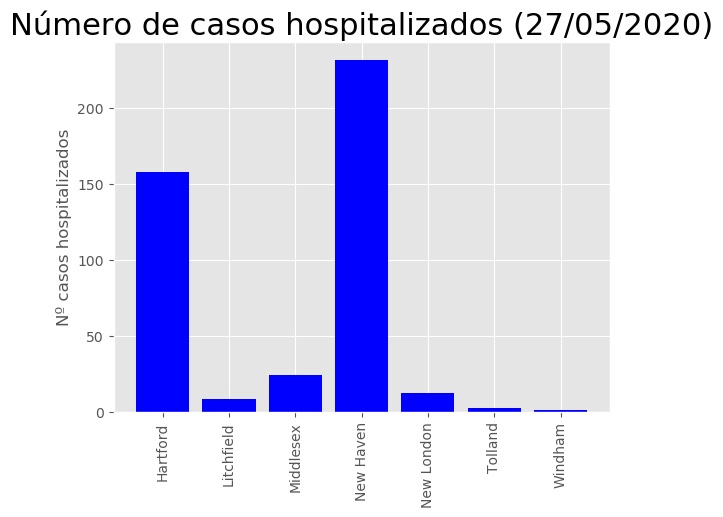 Número de casos hospitalizados (27/05/2020)
Nº casos hospitalizados
200
150
100
50
0
Hartford
Litchfield
Middlesex
New Haven
New London
Tolland
Windham